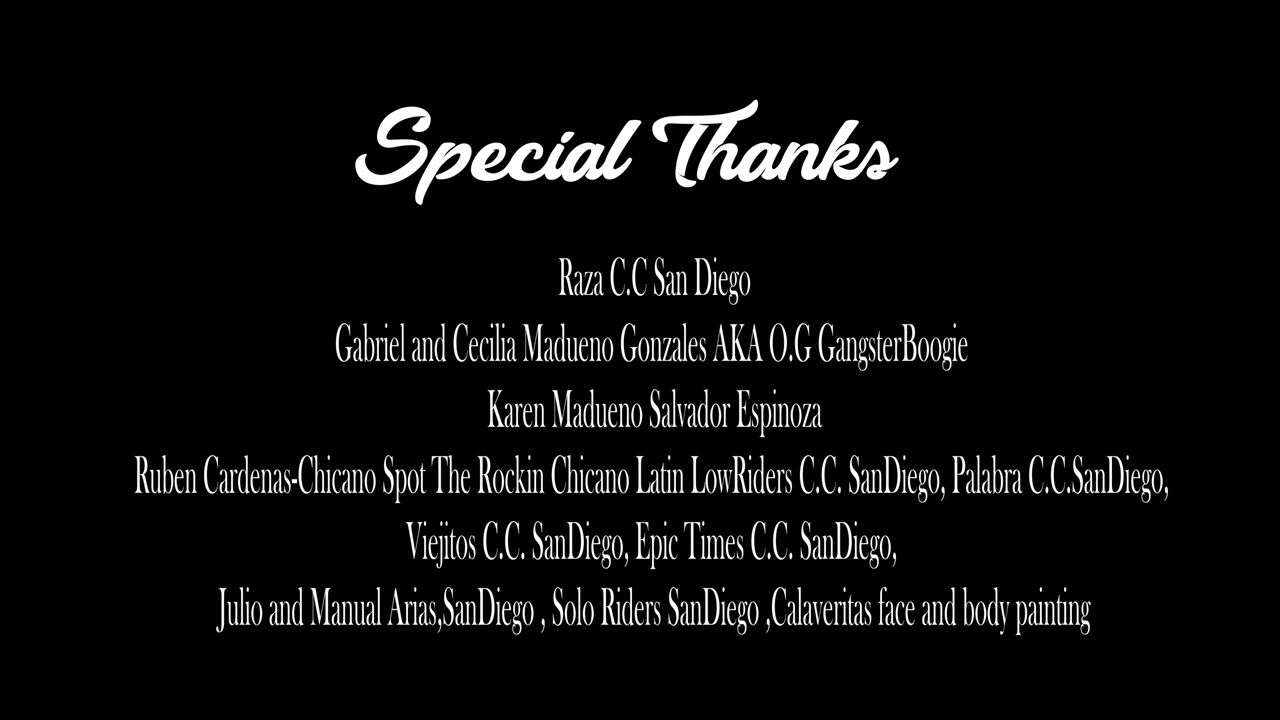 Special Thanks
Raza C.C San Diego
Gabriel and Cecilia Madueno Gonzales AKA O.G GangsterBoogie
Karen Madueno Salvador Espinoza
Ruben Cardenas-Chicano Spot The Rockin Chicano Latin LowRiders C.C. SanDiego, Palabra C.C.SanDiego,
Viejitos C.C. SanDiego, Epic Times C.C. SanDiego,
Julio and Manual Arias,SanDiego , Solo Riders SanDiego ,Calaveritas face and body painting